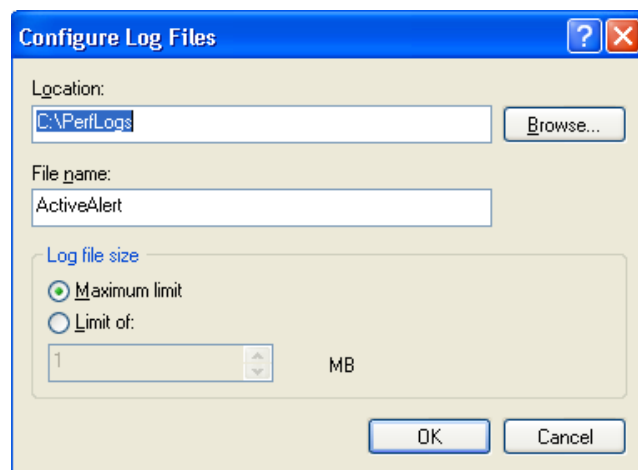 Configure Log Files
Location:
C:\PerfLogs
Browse...
File name:
ActiveAlert
Log file size
Maximum limit
Limit of:
1 MB
OK Cancel